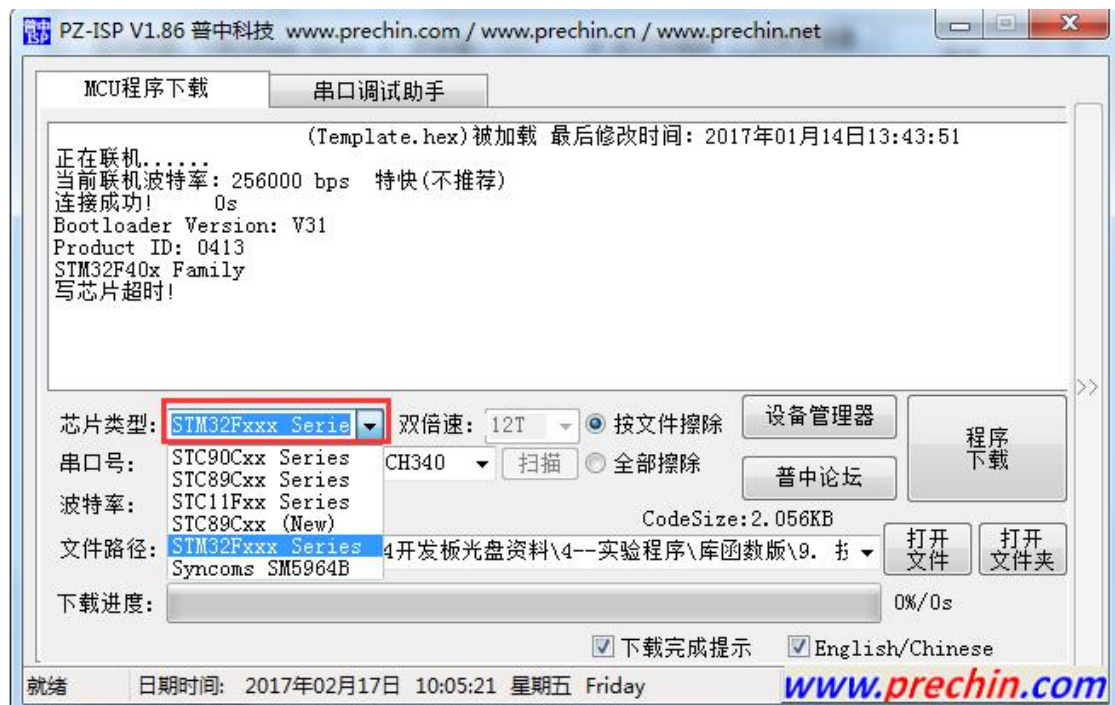 普中ISP PZ-ISP V1.86 普中科技 www.prechin.com / www.prechin.cn / www.prechin.net
MCU程序下载 串口调试助手
(Template.hex)被加载 最后修改时间：2017年01月14日13:43:51
正在联机......
当前联机波特率：256000 bps 特快(不推荐)
连接成功! 0s
Bootloader Version: V31
Product ID: 0413
STM32F40x Family
写芯片超时!
>>
芯片类型: STM32Fxxx Serie 双倍速: 12T 按文件擦除 设备管理器
程序
下载
串口号: CH340 扫描 全部擦除 普中论坛
波特率:
STC90Cxx Series
STC89Cxx Series
STC11Fxx Series
STC89Cxx (New)
STM32Fxxx Series
Syncoms SM5964B
CodeSize:2.056KB
文件路径: 4开发板光盘资料\4--实验程序\库函数版\9.
打开
文件
打开
文件夹
下载进度: 0%/0s
下载完成提示 English/Chinese
就绪 日期时间: 2017年02月17日 10:05:21 星期五 Friday www.prechin.com